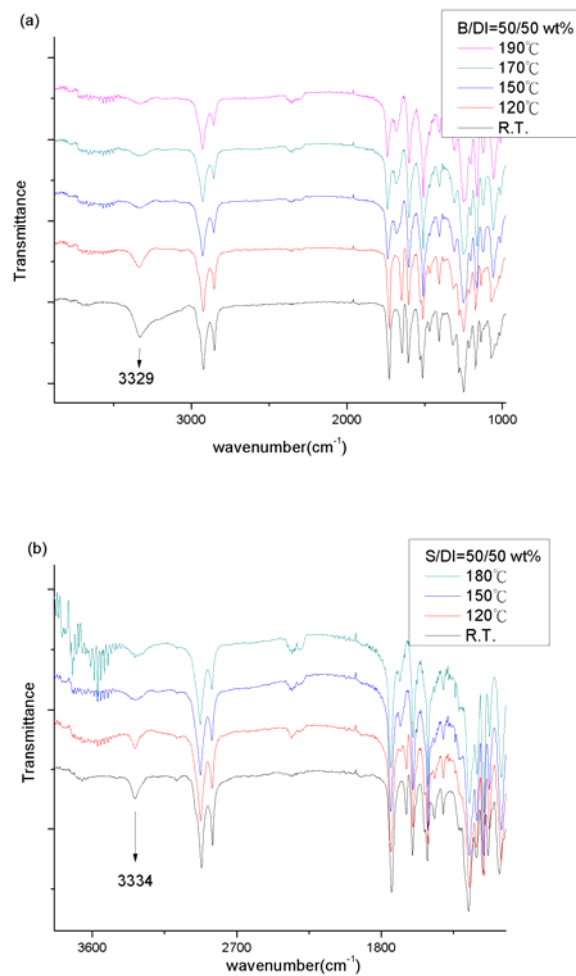 (a)
B/DI=50/50 wt%
190℃
170℃
150℃
120℃
R.T.
Transmittance
3329
3000
2000
1000
wavenumber(cm⁻¹)
(b)
S/DI=50/50 wt%
180℃
150℃
120℃
R.T.
Transmittance
3334
3600
2700
1800
wavenumber(cm⁻¹)